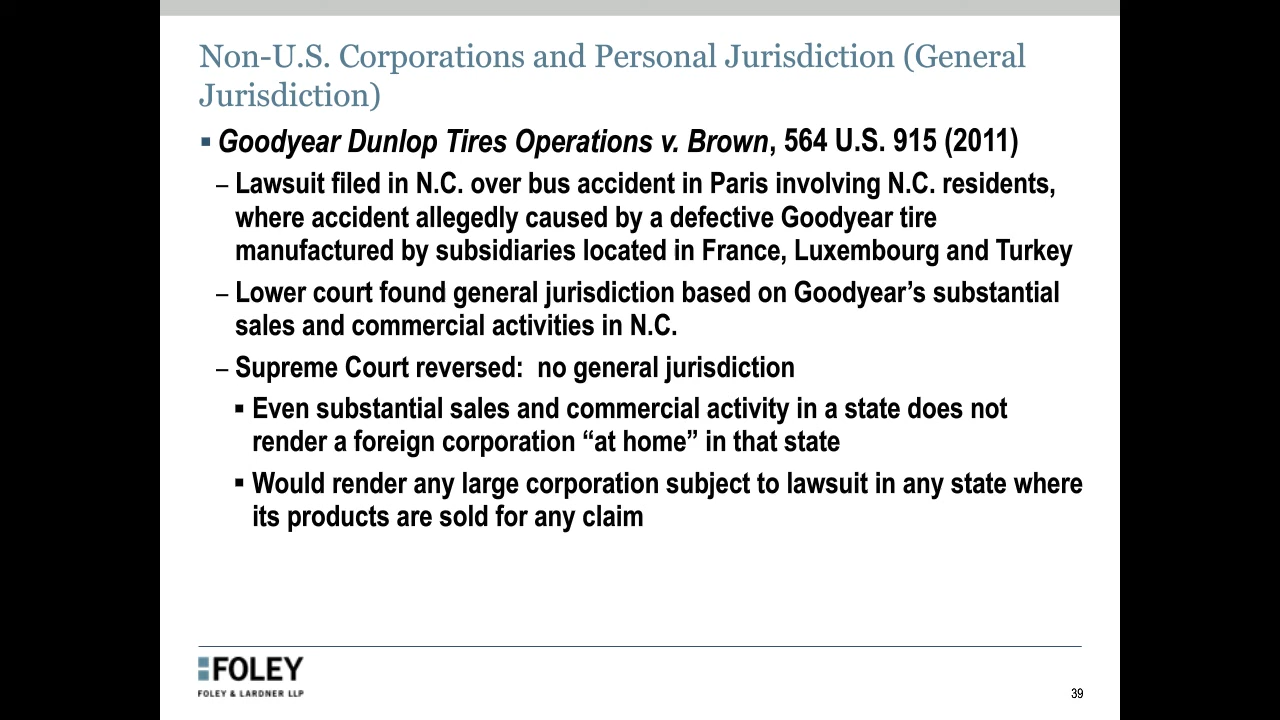 Non-U.S. Corporations and Personal Jurisdiction (General
Jurisdiction)
▪ Goodyear Dunlop Tires Operations v. Brown, 564 U.S. 915 (2011)
– Lawsuit filed in N.C. over bus accident in Paris involving N.C. residents,
where accident allegedly caused by a defective Goodyear tire
manufactured by subsidiaries located in France, Luxembourg and Turkey
– Lower court found general jurisdiction based on Goodyear’s substantial
sales and commercial activities in N.C.
– Supreme Court reversed:  no general jurisdiction
▪ Even substantial sales and commercial activity in a state does not
render a foreign corporation “at home” in that state
▪ Would render any large corporation subject to lawsuit in any state where
its products are sold for any claim
FOLEY
FOLEY & LARDNER LLP
39